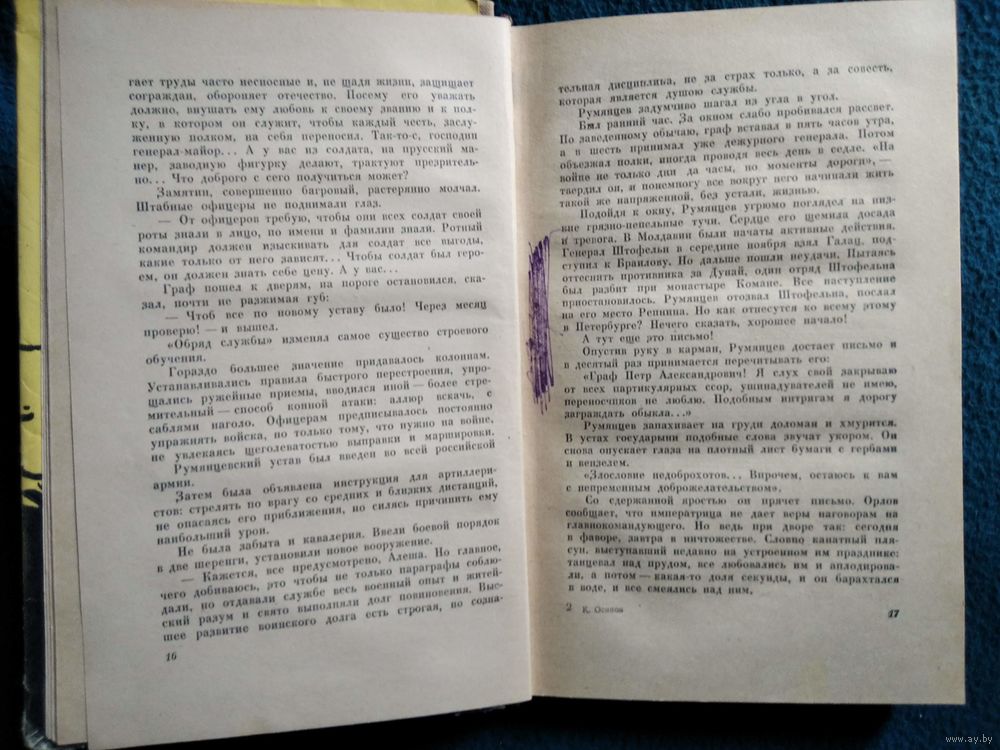 гает труды часто несносные и, не щадя жизни, защищает
сограждан, обороняет отечество. Посему его уважать
должно, внушать ему любовь к своему званию и к пол-
ку, в котором он служит, чтобы каждый честь, заслу-
женную полком, на себя переносил. Так-то-с, господин
генерал-майор... А у вас из солдата, на прусский ма-
нер, заводную фигурку делают, трактуют презритель-
но... Что доброго с сего получиться может?
Замятин, совершенно багровый, растерянно молчал.
Штабные офицеры не поднимали глаз.
— От офицеров требую, чтобы они всех солдат своей
роты знали в лицо, по имени и фамилии знали. Ротный
командир должен изыскивать для солдат все выгоды,
какие только от него зависят... Чтобы солдат был геро-
ем, он должен знать себе цену. А у вас...
Граф пошел к дверям, на пороге остановился, ска-
зал, почти не разжимая губ:
— Чтоб все по новому уставу было! Через месяц
проверю! — и вышел.
«Обряд службы» изменял самое существо строевого
обучения.
Гораздо большее значение придавалось колоннам.
Устанавливались правила быстрого перестроения, упро-
щались ружейные приемы, вводился иной — более стре-
мительный — способ конной атаки: аллюр вскачь, с
саблями наголо. Офицерам предписывалось постоянно
упражнять войска, но только тому, что нужно на войне,
не увлекаясь щеголеватостью выправки и маршировки.
Румянцевский устав был введен во всей российской
армии.
Затем была объявлена инструкция для артиллери-
стов: стрелять по врагу со средних и близких дистанций,
не опасаясь его приближения, но силясь причинить ему
наибольший урон.
Не была забыта и кавалерия. Ввели боевой порядок
в две шеренги, установили новое вооружение.
— Кажется, все предусмотрено, Алеша. Но главное,
чего добиваюсь, это чтобы не только параграфы соблю-
дали, но отдавали службе весь военный опыт и житей-
ский разум и свято выполняли долг повиновения. Выс-
шее развитие воинского долга есть строгая, но созна-
16
тельная дисциплина, не за страх только, а за совесть,
которая является душою службы.
Румянцев задумчиво шагал из угла в угол.
Был ранний час. За окном слабо пробивался рассвет.
По заведенному обычаю, граф вставал в пять часов утра,
а в шесть принимал уже дежурного генерала. Потом
объезжал полки, иногда проводя весь день в седле. «На
войне не только дни да часы, но моменты дороги», —
твердил он, и понемногу все вокруг него начинали жить
такой же напряженной, без устали, жизнью.
Подойдя к окну, Румянцев угрюмо поглядел на низ-
кие грязно-пепельные тучи. Сердце его щемила досада
и тревога. В Молдавии были начаты активные действия.
Генерал Штофельн в середине ноября взял Галац, под-
ступил к Браилову. Но дальше пошли неудачи. Пытаясь
оттеснить противника за Дунай, один отряд Штофельна
был разбит при монастыре Комане. Все наступление
приостановилось. Румянцев отозвал Штофельна, послал
на его место Репнина. Но как отнесутся ко всему этому
в Петербурге? Нечего сказать, хорошее начало!
А тут еще это письмо!
Опустив руку в карман, Румянцев достает письмо и
в десятый раз принимается перечитывать его:
«Граф Петр Александрович! Я слух свой закрываю
от всех партикулярных ссор, ушинадувателей не имею,
переносчиков не люблю. Подобным интригам я дорогу
заграждать обыкла...»
Румянцев запахивает на груди доломан и хмурится.
В устах государыни подобные слова звучат укором. Он
снова опускает глаза на плотный лист бумаги с гербами
и вензелем.
«Злословие недоброхотов... Впрочем, остаюсь к вам
с непременным доброжелательством».
Со сдержанной яростью он прячет письмо. Орлов
сообщает, что императрица не дает веры наговорам на
главнокомандующего. Но ведь при дворе так: сегодня
в фаворе, завтра в ничтожестве. Словно канатный пля-
сун, выступавший недавно на устроенном им празднике:
танцевал над прудом, все любовались им и аплодирова-
ли, а потом — какая-то доля секунды, и он барахтался
в воде, и все смеялись над ним,
2 К. Осипов
17
www.ay.by